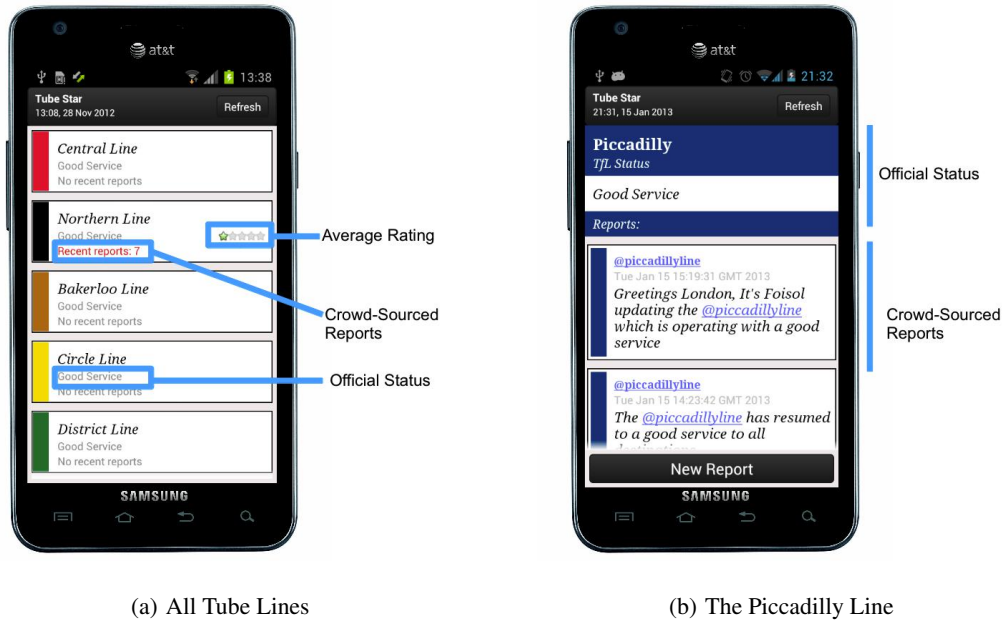 at&t
13:38
Tube Star
13:08, 28 Nov 2012
Refresh
Central Line
Good Service
No recent reports
Northern Line
Good Service
Recent reports: 7
Bakerloo Line
Good Service
No recent reports
Circle Line
Good Service
No recent reports
District Line
Good Service
No recent reports
SAMSUNG
Average Rating
Crowd-Sourced
Reports
Official Status
(a) All Tube Lines
at&t
21:32
Tube Star
21:31, 15 Jan 2013
Refresh
Piccadilly
TfL Status
Good Service
Reports:
@piccadillyline
Tue Jan 15 15:19:31 GMT 2013
Greetings London, It's Foisol
updating the @piccadillyline
which is operating with a good
service
@piccadillyline
Tue Jan 15 14:23:42 GMT 2013
The @piccadillyline has resumed
to a good service to all
New Report
SAMSUNG
Official Status
Crowd-Sourced
Reports
(b) The Piccadilly Line